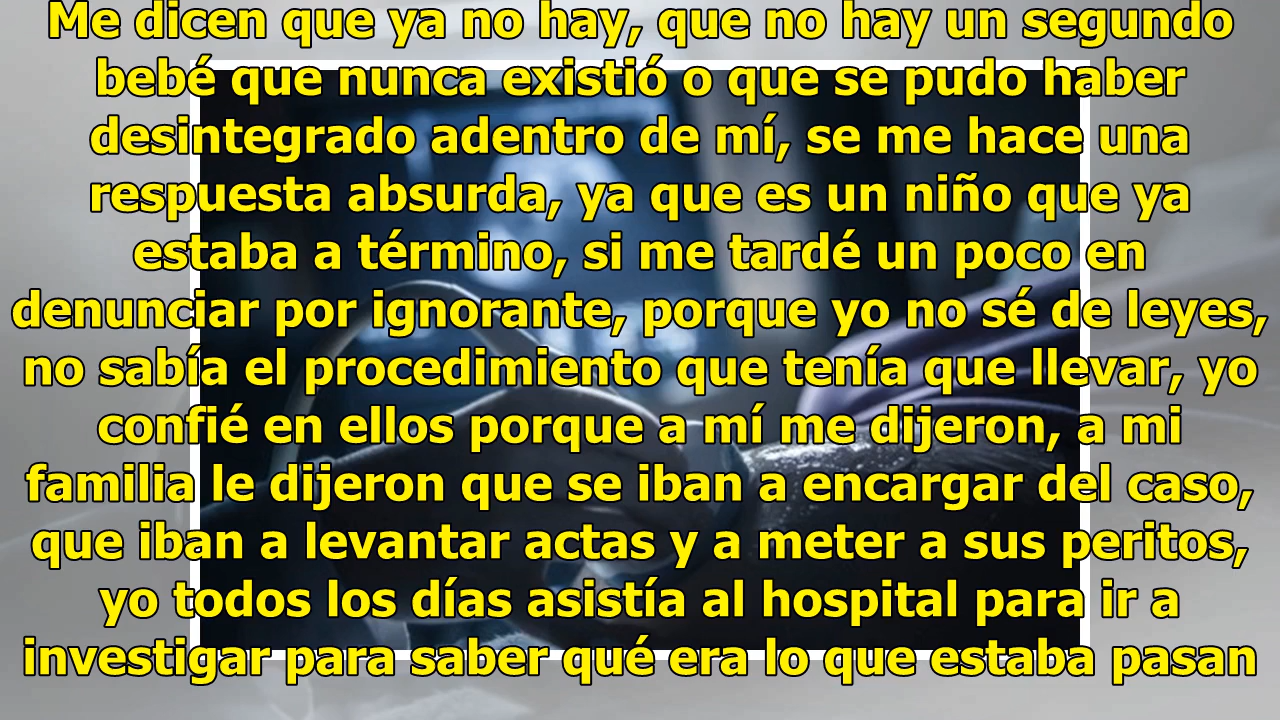 Me dicen que ya no hay, que no hay un segundo
bebé que nunca existió o que se pudo haber
desintegrado adentro de mí, se me hace una
respuesta absurda, ya que es un niño que ya
estaba a término, si me tardé un poco en
denunciar por ignorante, porque yo no sé de leyes,
no sabía el procedimiento que tenía que llevar, yo
confié en ellos porque a mí me dijeron, a mi
familia le dijeron que se iban a encargar del caso,
que iban a levantar actas y a meter a sus peritos,
yo todos los días asistía al hospital para ir a
investigar para saber qué era lo que estaba pasan